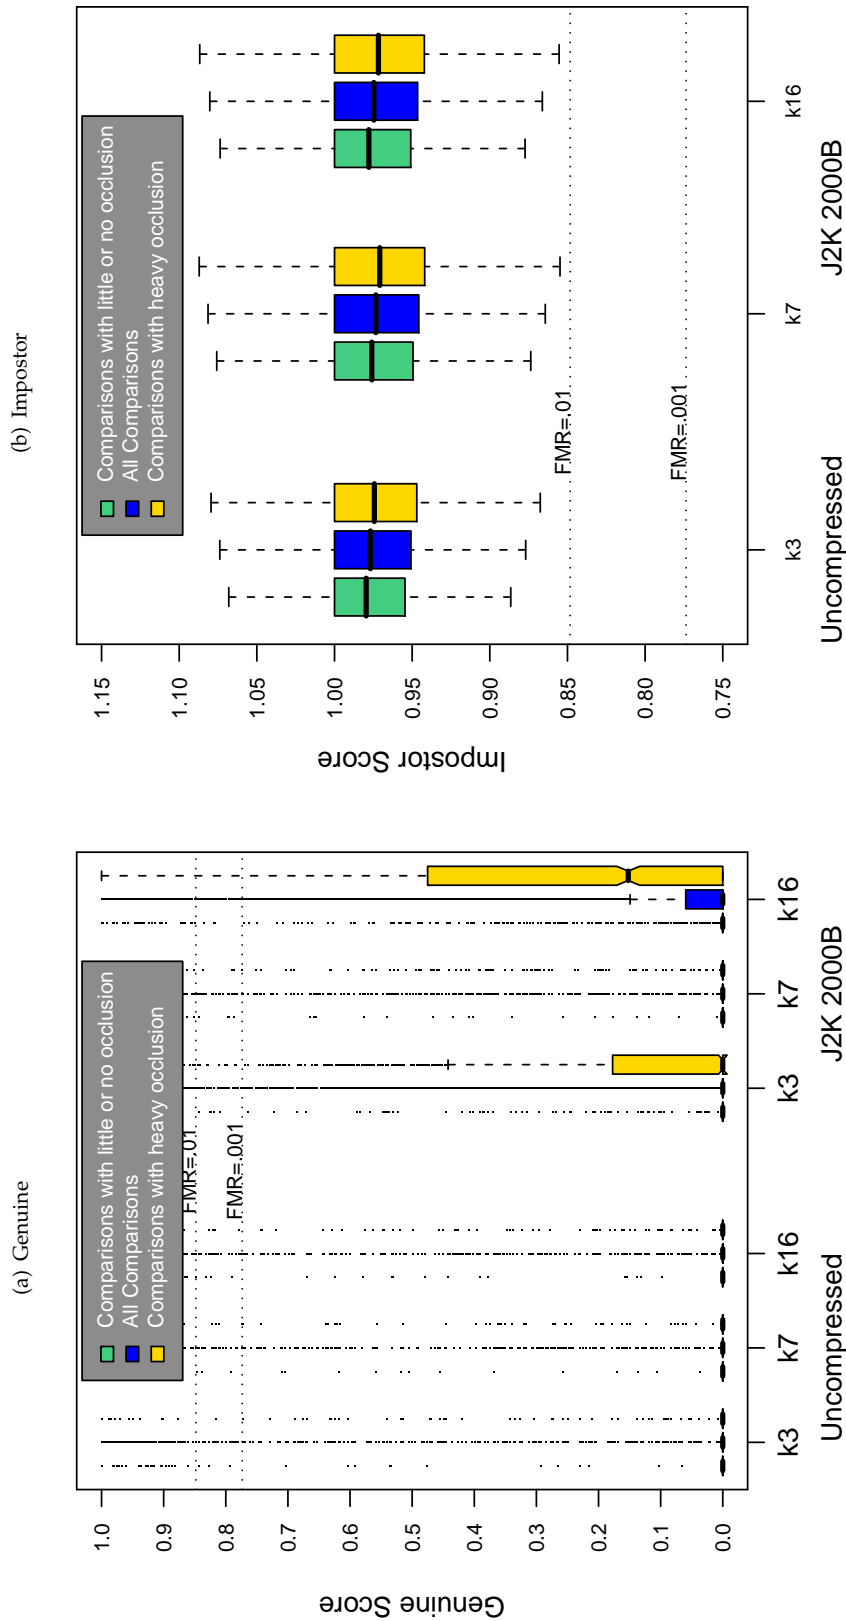 (a) Genuine
Genuine Score
0.0
0.1
0.2
0.3
0.4
0.5
0.6
0.7
0.8
0.9
1.0
Comparisons with little or no occlusion
All Comparisons
Comparisons with heavy occlusion
FMR=.01
FMR=.001
k3
k7
k16
k3
k7
k16
Uncompressed
J2K 2000B
(b) Impostor
Impostor Score
0.75
0.80
0.85
0.90
0.95
1.00
1.05
1.10
1.15
Comparisons with little or no occlusion
All Comparisons
Comparisons with heavy occlusion
FMR=.01
FMR=.001
k3
k7
k16
Uncompressed
J2K 2000B